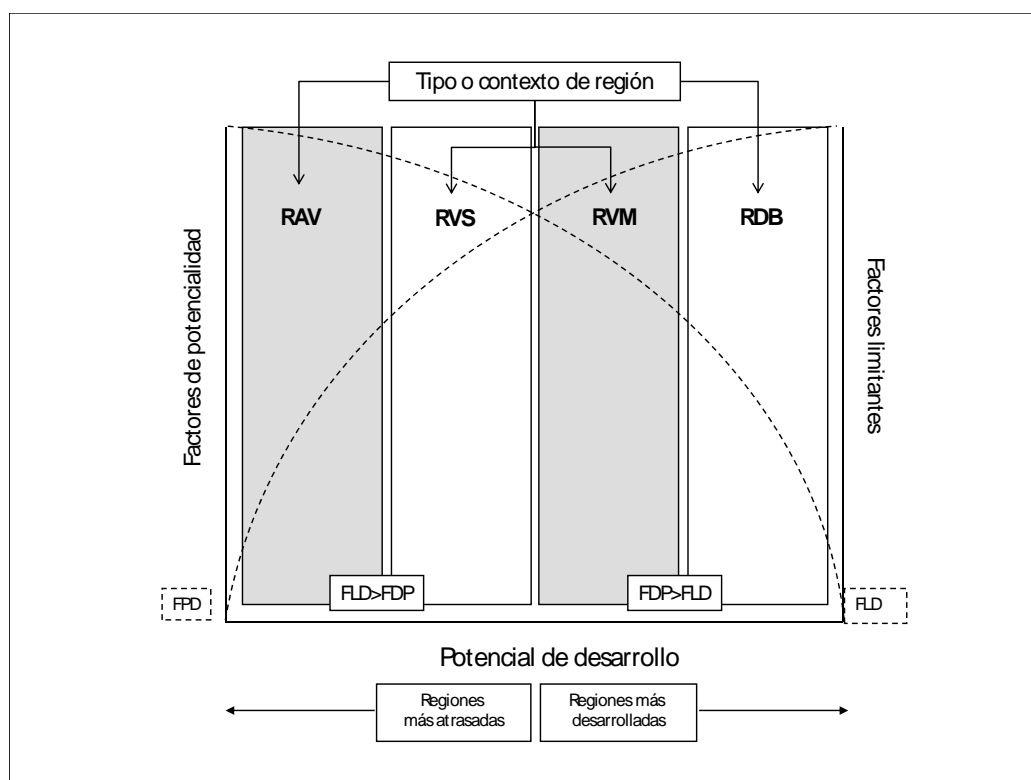 Tipo o contexto de región
RAV
RVS
RVM
RDB
Factores de potencialidad
Factores limitantes
FLD>FDP
FDP>FLD
FPD
FLD
Potencial de desarrollo
Regiones
más atrasadas
Regiones más
desarrolladas